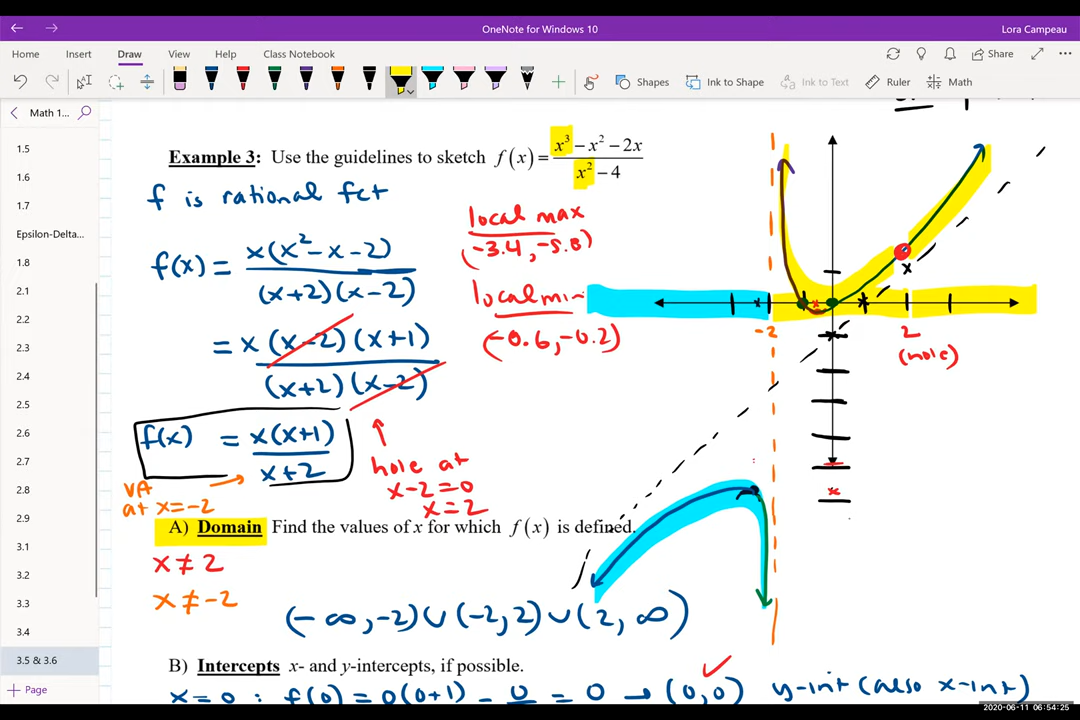 OneNote for Windows 10
Lora Campeau
Home Insert Draw View Help Class Notebook
Share
Shapes Ink to Shape Ink to Text Ruler Math
Math 1...
1.5
1.6
1.7
Epsilon-Delta...
1.8
2.1
2.2
2.3
2.4
2.5
2.6
2.7
2.8
2.9
3.1
3.2
3.3
3.4
3.5 & 3.6
Page
Example 3: Use the guidelines to sketch f(x) = (x³ − x² − 2x)/(x² − 4)
f is rational fct
f(x) = x(x² − x − 2)/((x+2)(x−2))
= x(x−2)(x+1)/((x+2)(x−2))
f(x) = x(x+1)/(x+2)
VA
at x=-2
hole at
x-2=0
x=2
local max
(-3.4, -5.8)
local min
(-0.6, -0.2)
-2
2
(hole)
x
A) Domain Find the values of x for which f(x) is defined.
x ≠ 2
x ≠ -2
(-∞, -2) ∪ (-2, 2) ∪ (2, ∞)
B) Intercepts x- and y-intercepts, if possible.
x = 0 : f(0) = 0(0+1) = 0 = 0 → (0,0) y-int (also x-int)
2020-06-11 06:54:25